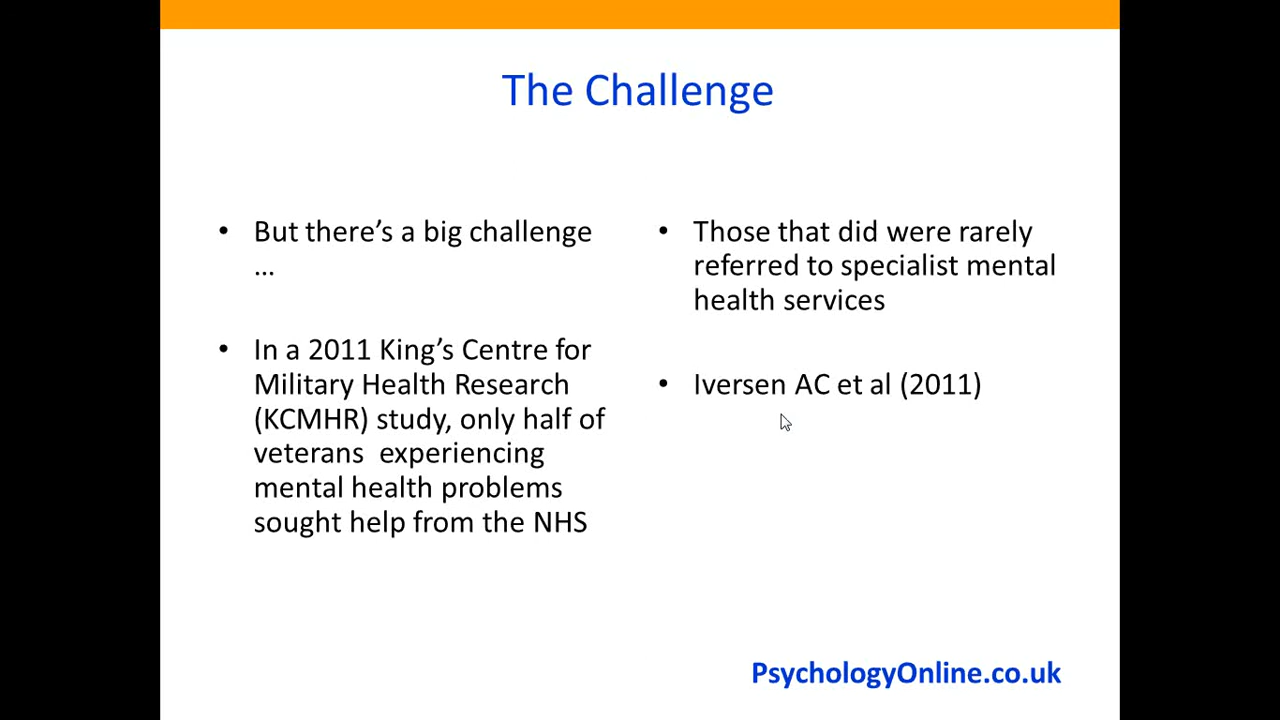 The Challenge
• But there’s a big challenge
...
• In a 2011 King’s Centre for
Military Health Research
(KCMHR) study, only half of
veterans  experiencing
mental health problems
sought help from the NHS
• Those that did were rarely
referred to specialist mental
health services
• Iversen AC et al (2011)
PsychologyOnline.co.uk